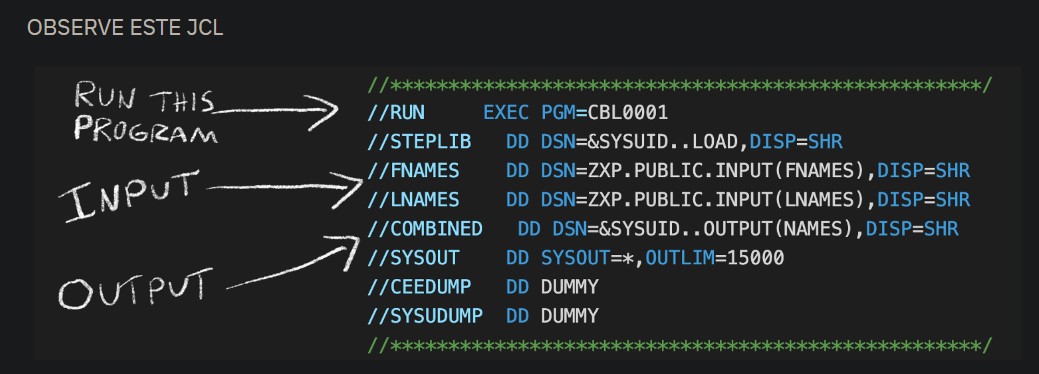 OBSERVE ESTE JCL
RUN THIS
PROGRAM
INPUT
OUTPUT
//***************************************************/
//RUN     EXEC PGM=CBL0001
//STEPLIB   DD DSN=&SYSUID..LOAD,DISP=SHR
//FNAMES    DD DSN=ZXP.PUBLIC.INPUT(FNAMES),DISP=SHR
//LNAMES    DD DSN=ZXP.PUBLIC.INPUT(LNAMES),DISP=SHR
//COMBINED   DD DSN=&SYSUID..OUTPUT(NAMES),DISP=SHR
//SYSOUT    DD SYSOUT=*,OUTLIM=15000
//CEEDUMP   DD DUMMY
//SYSUDUMP  DD DUMMY
//***************************************************/